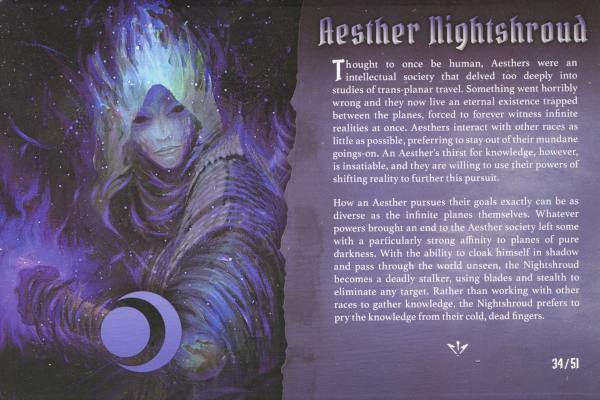 Aesther Nightshroud
Thought to once be human, Aesthers were an
intellectual society that delved too deeply into
studies of trans-planar travel. Something went horribly
wrong and they now live an eternal existence trapped
between the planes, forced to forever witness infinite
realities at once. Aesthers interact with other races as
little as possible, preferring to stay out of their mundane
goings-on. An Aesther's thirst for knowledge, however,
is insatiable, and they are willing to use their powers of
shifting reality to further this pursuit.
How an Aesther pursues their goals exactly can be as
diverse as the infinite planes themselves. Whatever
powers brought an end to the Aesther society left some
with a particularly strong affinity to planes of pure
darkness. With the ability to cloak himself in shadow
and pass through the world unseen, the Nightshroud
becomes a deadly stalker, using blades and stealth to
eliminate any target. Rather than working with other
races to gather knowledge, the Nightshroud prefers to
pry the knowledge from their cold, dead fingers.
34/51